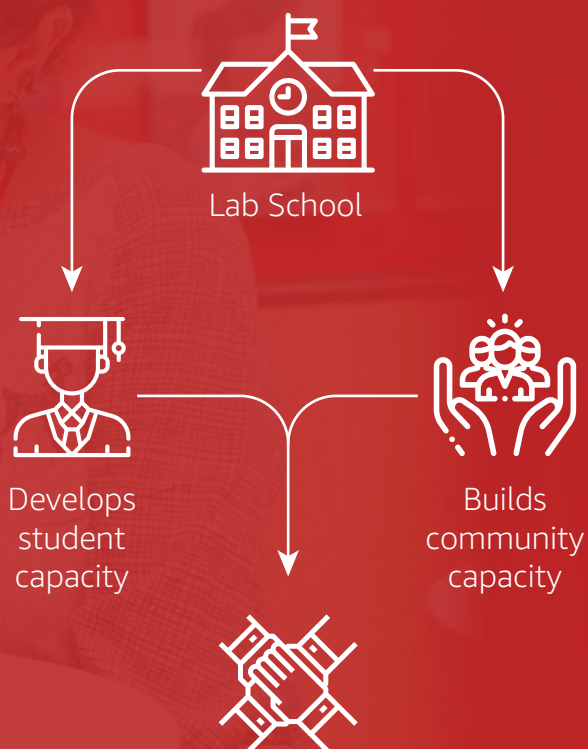 Lab School
Develops
student
capacity
Builds
community
capacity